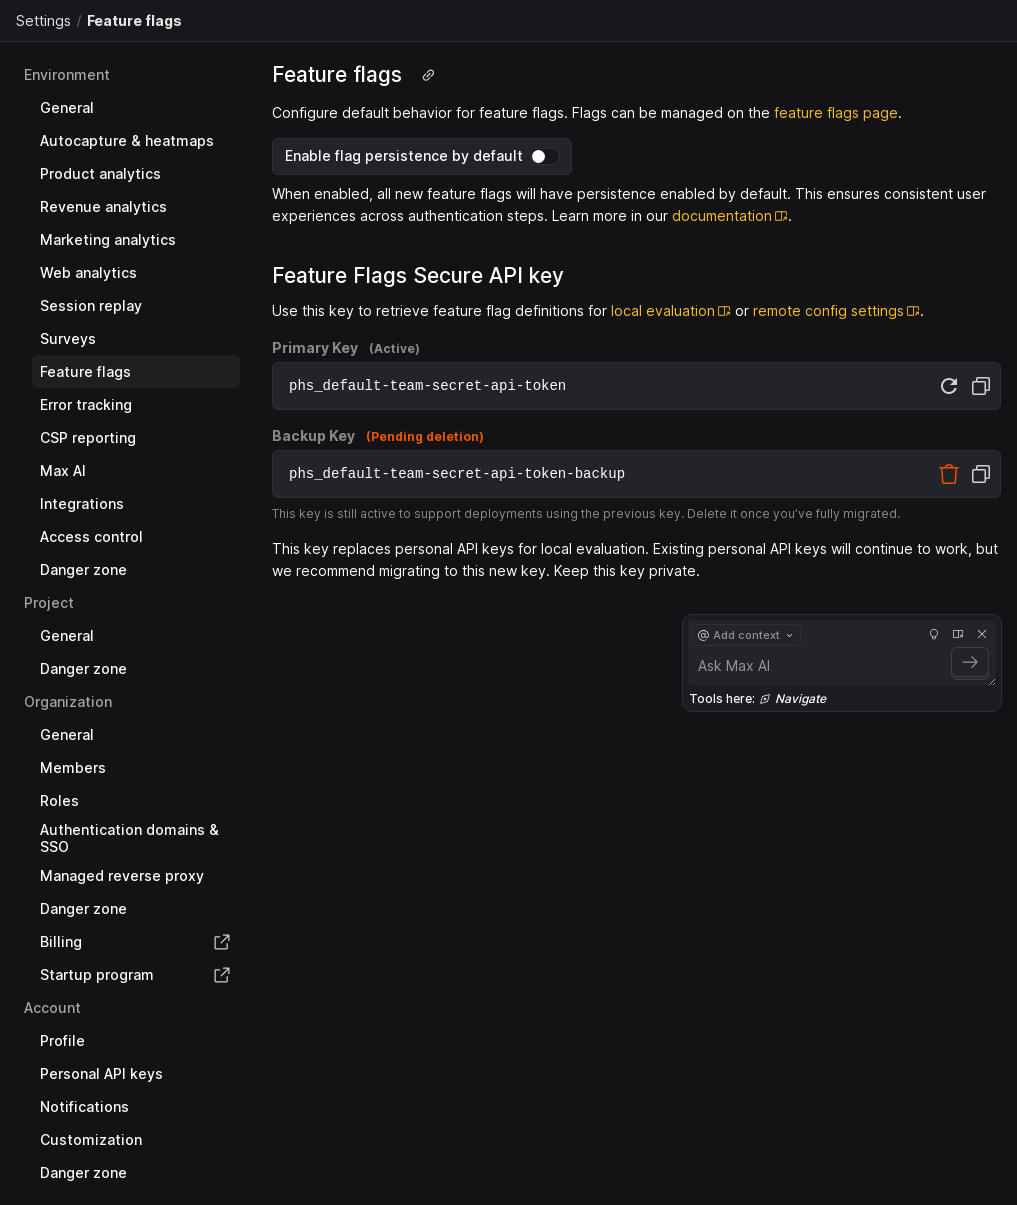 Settings / Feature flags
Environment
General
Autocapture & heatmaps
Product analytics
Revenue analytics
Marketing analytics
Web analytics
Session replay
Surveys
Feature flags
Error tracking
CSP reporting
Max AI
Integrations
Access control
Danger zone
Project
General
Danger zone
Organization
General
Members
Roles
Authentication domains &
SSO
Managed reverse proxy
Danger zone
Billing
Startup program
Account
Profile
Personal API keys
Notifications
Customization
Danger zone
Feature flags
Configure default behavior for feature flags. Flags can be managed on the feature flags page.
Enable flag persistence by default
When enabled, all new feature flags will have persistence enabled by default. This ensures consistent user
experiences across authentication steps. Learn more in our documentation.
Feature Flags Secure API key
Use this key to retrieve feature flag definitions for local evaluation or remote config settings.
Primary Key (Active)
phs_default-team-secret-api-token
Backup Key (Pending deletion)
phs_default-team-secret-api-token-backup
This key is still active to support deployments using the previous key. Delete it once you've fully migrated.
This key replaces personal API keys for local evaluation. Existing personal API keys will continue to work, but
we recommend migrating to this new key. Keep this key private.
@ Add context
Ask Max AI
Tools here: Navigate